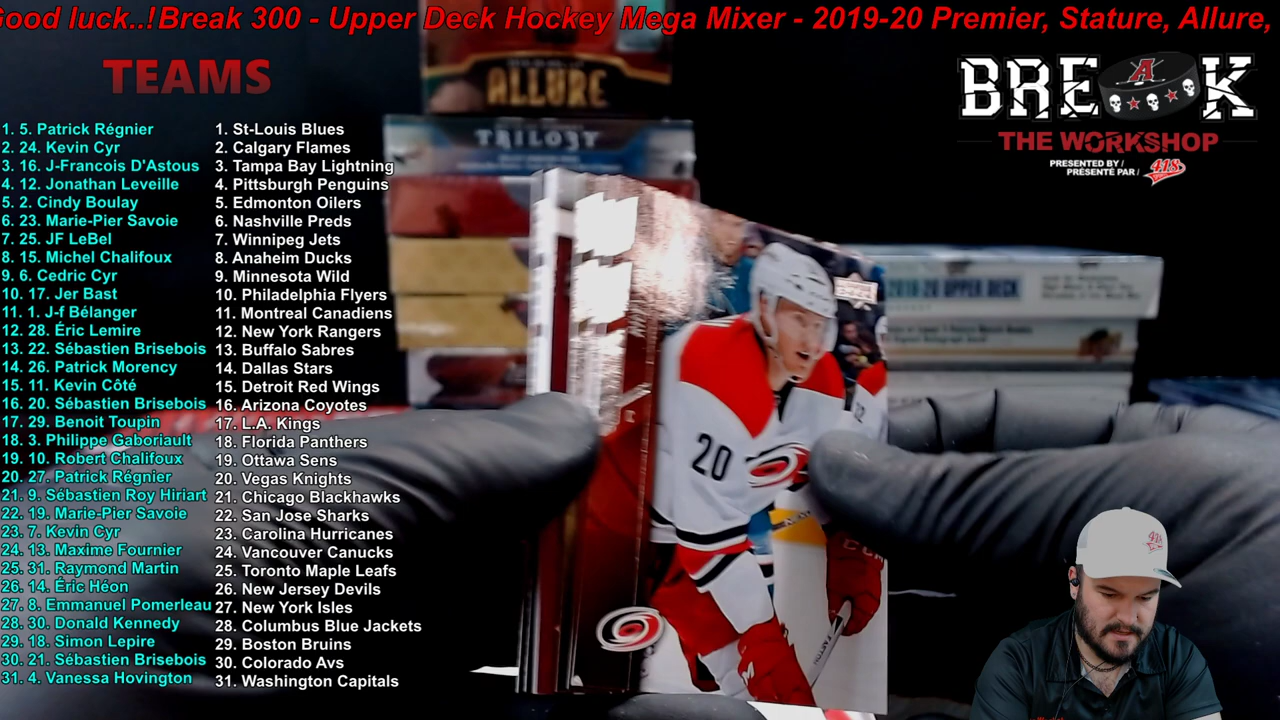 Good luck..!Break 300 - Upper Deck Hockey Mega Mixer - 2019-20 Premier, Stature, Allure,
TEAMS
BREAK
THE WORKSHOP
PRESENTED BY /
PRÉSENTÉ PAR /
418
ALLURE
TRILOGY
2019-20 UPPER DECK
20
1. 5. Patrick Régnier 1. St-Louis Blues
2. 24. Kevin Cyr 2. Calgary Flames
3. 16. J-Francois D'Astous 3. Tampa Bay Lightning
4. 12. Jonathan Leveille 4. Pittsburgh Penguins
5. 2. Cindy Boulay 5. Edmonton Oilers
6. 23. Marie-Pier Savoie 6. Nashville Preds
7. 25. JF LeBel 7. Winnipeg Jets
8. 15. Michel Chalifoux 8. Anaheim Ducks
9. 6. Cedric Cyr 9. Minnesota Wild
10. 17. Jer Bast 10. Philadelphia Flyers
11. 1. J-f Bélanger 11. Montreal Canadiens
12. 28. Éric Lemire 12. New York Rangers
13. 22. Sébastien Brisebois 13. Buffalo Sabres
14. 26. Patrick Morency 14. Dallas Stars
15. 11. Kevin Côté 15. Detroit Red Wings
16. 20. Sébastien Brisebois 16. Arizona Coyotes
17. 29. Benoit Toupin 17. L.A. Kings
18. 3. Philippe Gaboriault 18. Florida Panthers
19. 10. Robert Chalifoux 19. Ottawa Sens
20. 27. Patrick Régnier 20. Vegas Knights
21. 9. Sébastien Roy Hiriart 21. Chicago Blackhawks
22. 19. Marie-Pier Savoie 22. San Jose Sharks
23. 7. Kevin Cyr 23. Carolina Hurricanes
24. 13. Maxime Fournier 24. Vancouver Canucks
25. 31. Raymond Martin 25. Toronto Maple Leafs
26. 14. Éric Héon 26. New Jersey Devils
27. 8. Emmanuel Pomerleau 27. New York Isles
28. 30. Donald Kennedy 28. Columbus Blue Jackets
29. 18. Simon Lepire 29. Boston Bruins
30. 21. Sébastien Brisebois 30. Colorado Avs
31. 4. Vanessa Hovington 31. Washington Capitals